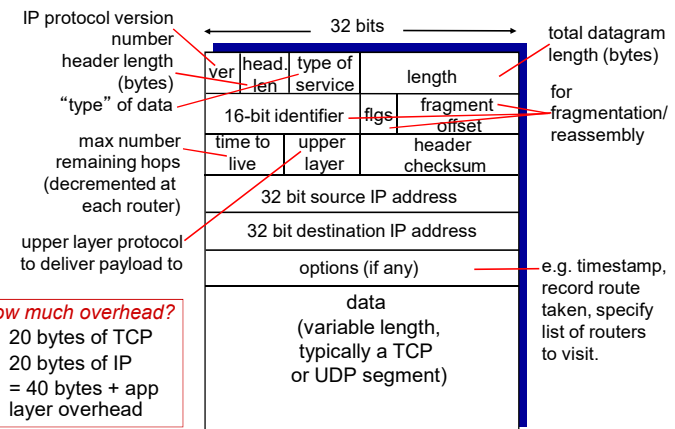 IP protocol version
number
header length
(bytes)
“type” of data
max number
remaining hops
(decremented at
each router)
upper layer protocol
to deliver payload to
ow much overhead?
20 bytes of TCP
20 bytes of IP
= 40 bytes + app
layer overhead
32 bits
ver
head.
len
type of
service
length
16-bit identifier
flgs
fragment
offset
time to
live
upper
layer
header
checksum
32 bit source IP address
32 bit destination IP address
options (if any)
data
(variable length,
typically a TCP
or UDP segment)
total datagram
length (bytes)
for
fragmentation/
reassembly
e.g. timestamp,
record route
taken, specify
list of routers
to visit.